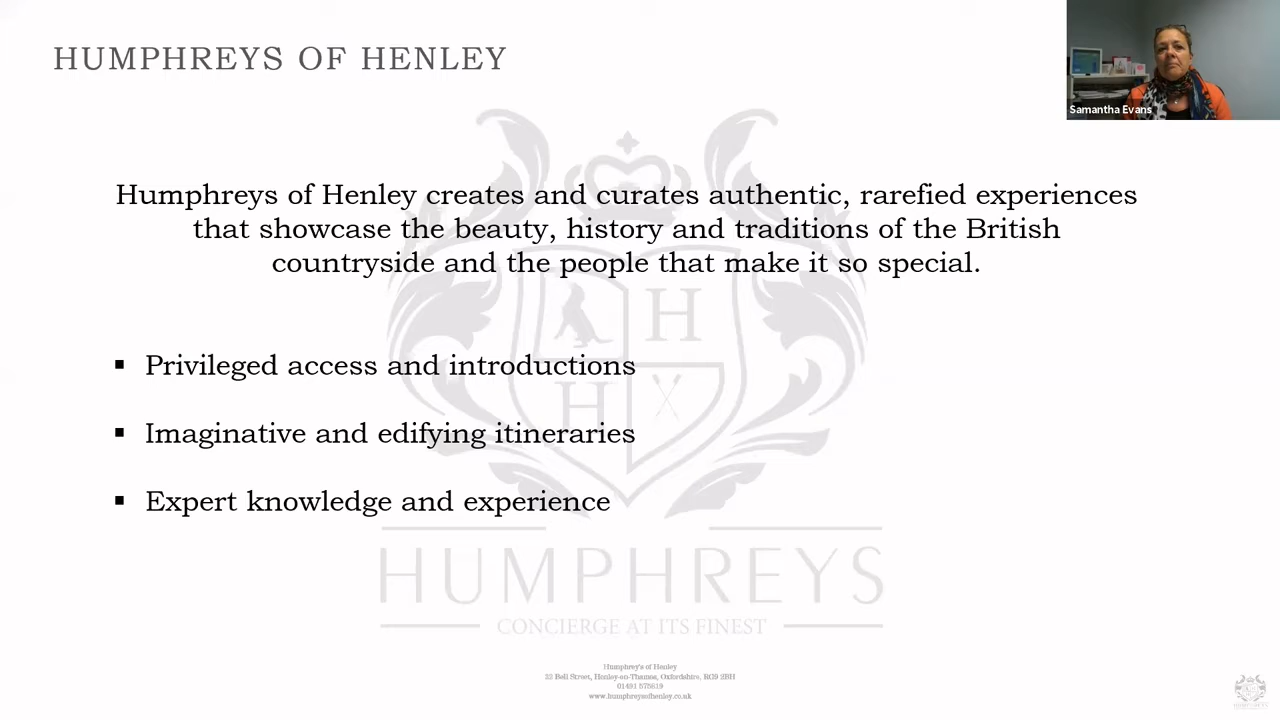 HUMPHREYS OF HENLEY
Samantha Evans
Humphreys of Henley creates and curates authentic, rarefied experiences
that showcase the beauty, history and traditions of the British
countryside and the people that make it so special.
H
▪ Privileged access and introductions
H
▪ Imaginative and edifying itineraries
▪ Expert knowledge and experience
HUMPHREYS
CONCIERGE AT ITS FINEST
Humphrey's of Henley
Bell Street, Henley-on-Thames, Oxfordshire, RG9 2BH
01491 575619
www.humphreysofhenley.co.uk